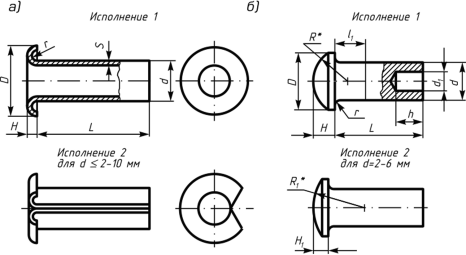 а)
Исполнение 1
r
S
D
d
H
L
Исполнение 2
для d ≤ 2-10 мм
б)
Исполнение 1
R*
l1
D
d1
d
r
h
H
L
Исполнение 2
для d=2-6 мм
R1*
H1